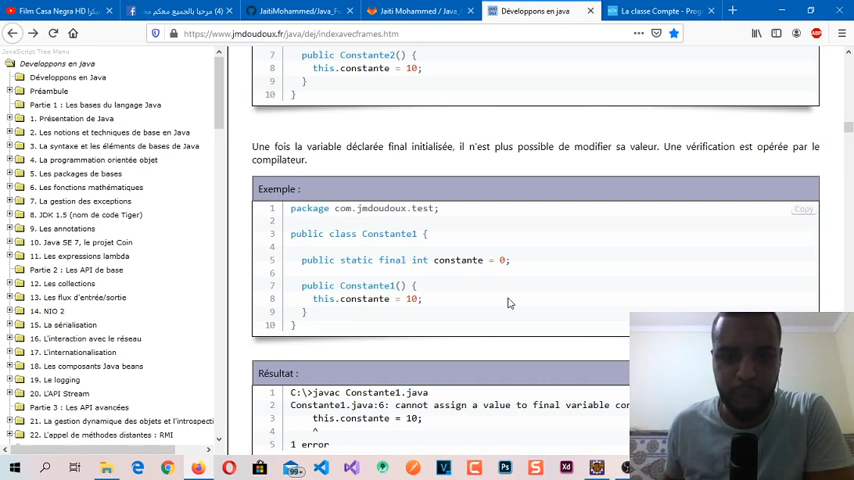 Film Casa Negra HD
(4) مرحبا بالجميع معكم
JaitiMohammed/Java_F
Jaiti Mohammed / Java_
Développons en java
La classe Compte - Prog
https://www.jmdoudoux.fr/java/dej/indexavecframes.htm
ABP
JavaScript Tree Menu
Developpons en java
Développons en Java
Préambule
Partie 1 : Les bases du langage Java
1. Présentation de Java
2. Les notions et techniques de base en Java
3. La syntaxe et les éléments de bases de Java
4. La programmation orientée objet
5. Les packages de base
6. Les fonctions mathématiques
7. La gestion des exceptions
8. JDK 1.5 (nom de code Tiger)
9. Les annotations
10. Java SE 7, le projet Coin
11. Les expressions lambda
Partie 2 : Les API de base
12. Les collections
13. Les flux d'entrée/sortie
14. NIO 2
15. La sérialisation
16. L'interaction avec le réseau
17. L'internationalisation
18. Les composants Java beans
19. Le logging
20. L'API Stream
Partie 3 : Les API avancées
21. La gestion dynamique des objets et l'introspecti
22. L'appel de méthodes distantes : RMI
7 public Constante2() {
8 this.constante = 10;
9 }
10 }
Une fois la variable déclarée final initialisée, il n'est plus possible de modifier sa valeur. Une vérification est opérée par le
compilateur.
Exemple :
Copy
1 package com.jmdoudoux.test;
2
3 public class Constante1 {
4
5 public static final int constante = 0;
6
7 public Constante1() {
8 this.constante = 10;
9 }
10 }
Résultat :
1 C:\>javac Constante1.java
2 Constante1.java:6: cannot assign a value to final variable con
3 this.constante = 10;
4 ^
5 1 error
99+
Ps
Xd